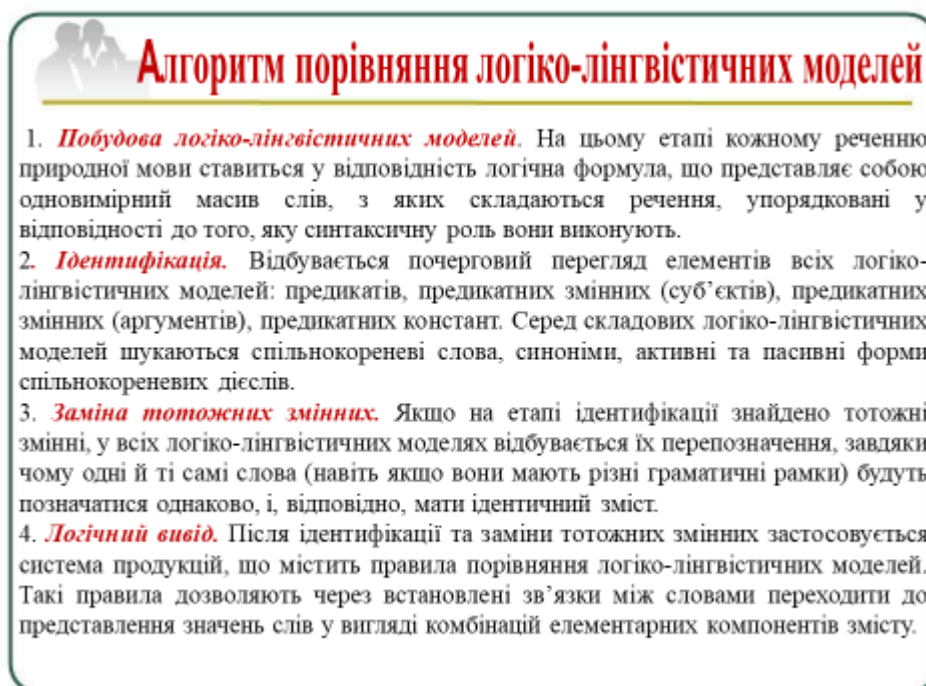 Алгоритм порівняння логіко-лінгвістичних моделей
1. Побудова логіко-лінгвістичних моделей. На цьому етапі кожному реченню
природної мови ставиться у відповідність логічна формула, що представляє собою
одновимірний масив слів, з яких складаються речення, упорядковані у
відповідності до того, яку синтаксичну роль вони виконують.
2. Ідентифікація. Відбувається почерговий перегляд елементів всіх логіко-
лінгвістичних моделей: предикатів, предикатних змінних (суб’єктів), предикатних
змінних (аргументів), предикатних констант. Серед складових логіко-лінгвістичних
моделей шукаються спільнокореневі слова, синоніми, активні та пасивні форми
спільнокореневих дієслів.
3. Заміна тотожних змінних. Якщо на етапі ідентифікації знайдено тотожні
змінні, у всіх логіко-лінгвістичних моделях відбувається їх перепозначення, завдяки
чому одні й ті самі слова (навіть якщо вони мають різні граматичні рамки) будуть
позначатися однаково, і, відповідно, мати ідентичний зміст.
4. Логічний вивід. Після ідентифікації та заміни тотожних змінних застосовується
система продукцій, що містить правила порівняння логіко-лінгвістичних моделей.
Такі правила дозволяють через встановлені зв’язки між словами переходити до
представлення значень слів у вигляді комбінацій елементарних компонентів змісту.